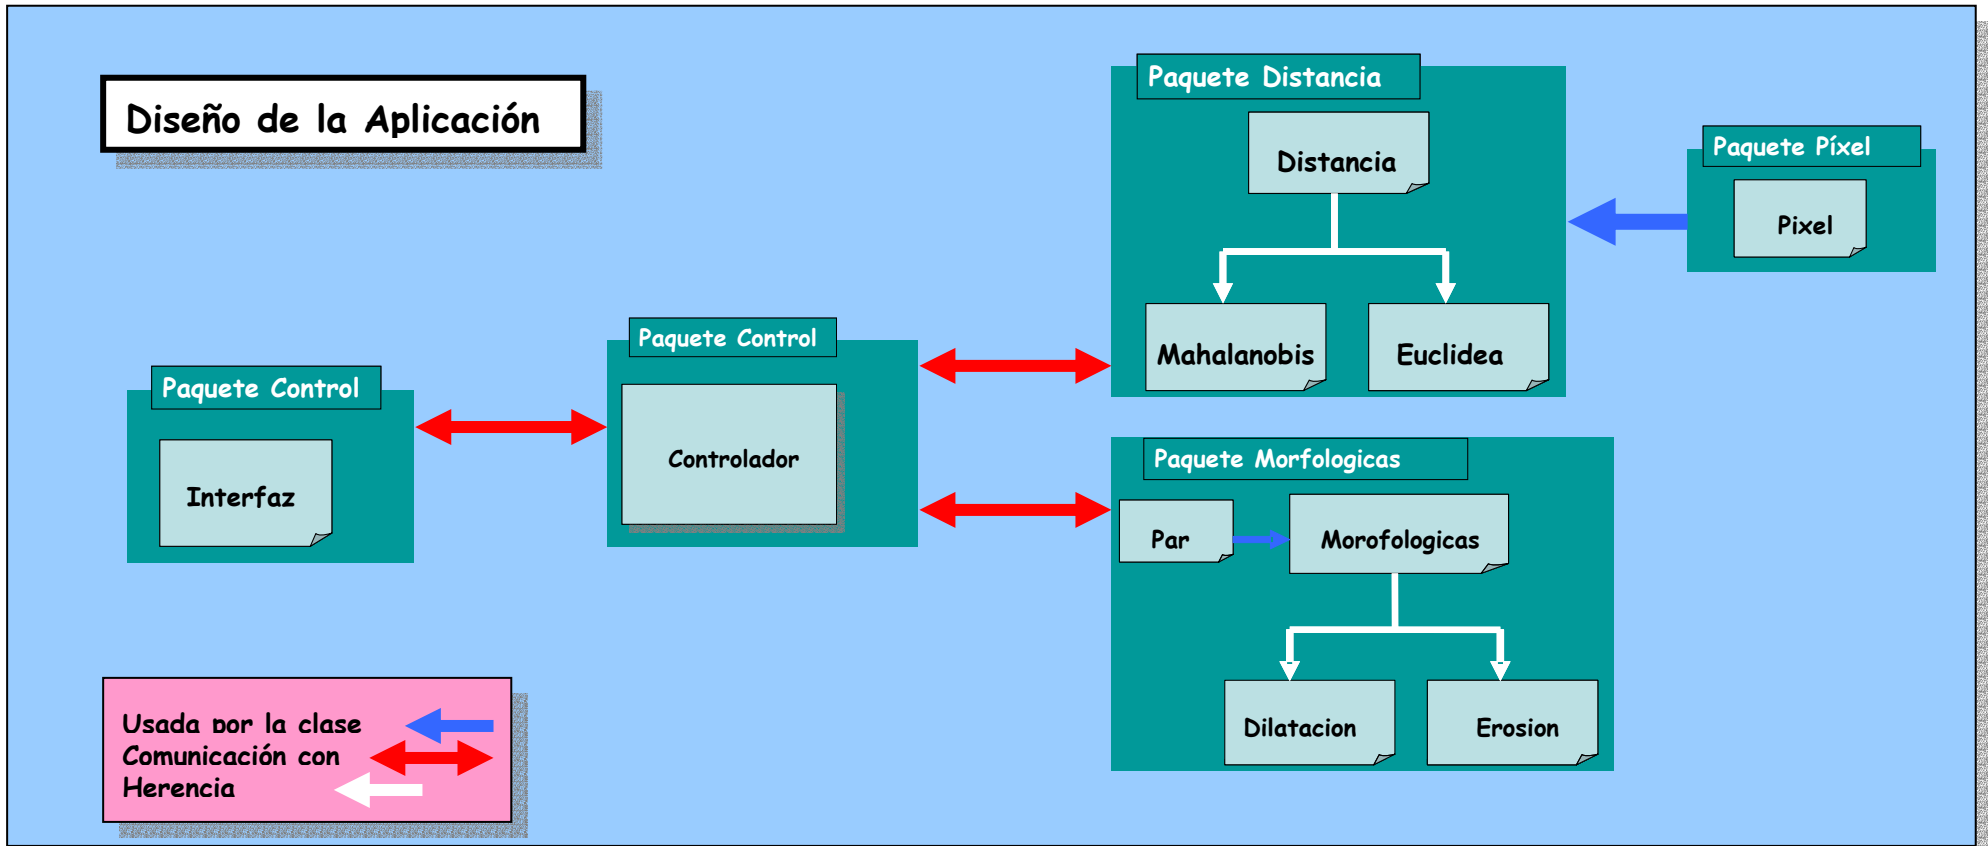 Diseño de la Aplicación
Paquete Distancia
Distancia
Mahalanobis
Euclidea
Paquete Píxel
Pixel
Paquete Control
Interfaz
Paquete Control
Controlador
Paquete Morfologicas
Par
Morofologicas
Dilatacion
Erosion
Usada por la clase
Comunicación con
Herencia